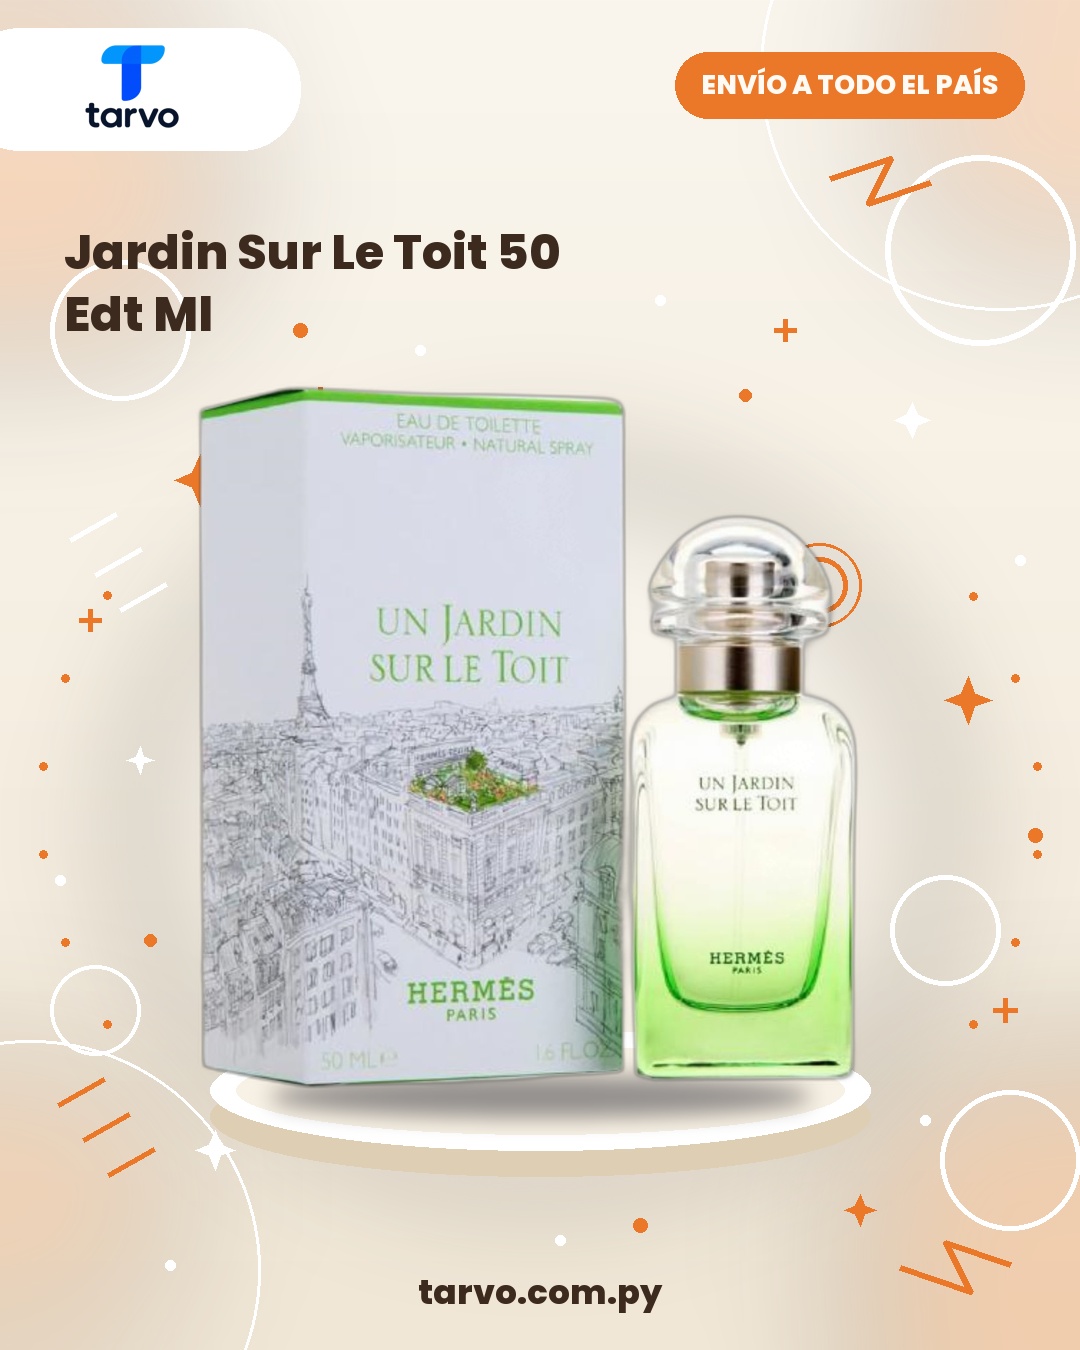 tarvo
ENVÍO A TODO EL PAÍS
Jardin Sur Le Toit 50
Edt Ml
EAU DE TOILETTE
VAPORISATEUR • NATURAL SPRAY
UN JARDIN
SUR LE TOIT
HERMÈS
PARIS
50 ML
1.6 FL.OZ
UN JARDIN
SUR LE TOIT
HERMÈS
PARIS
tarvo.com.py